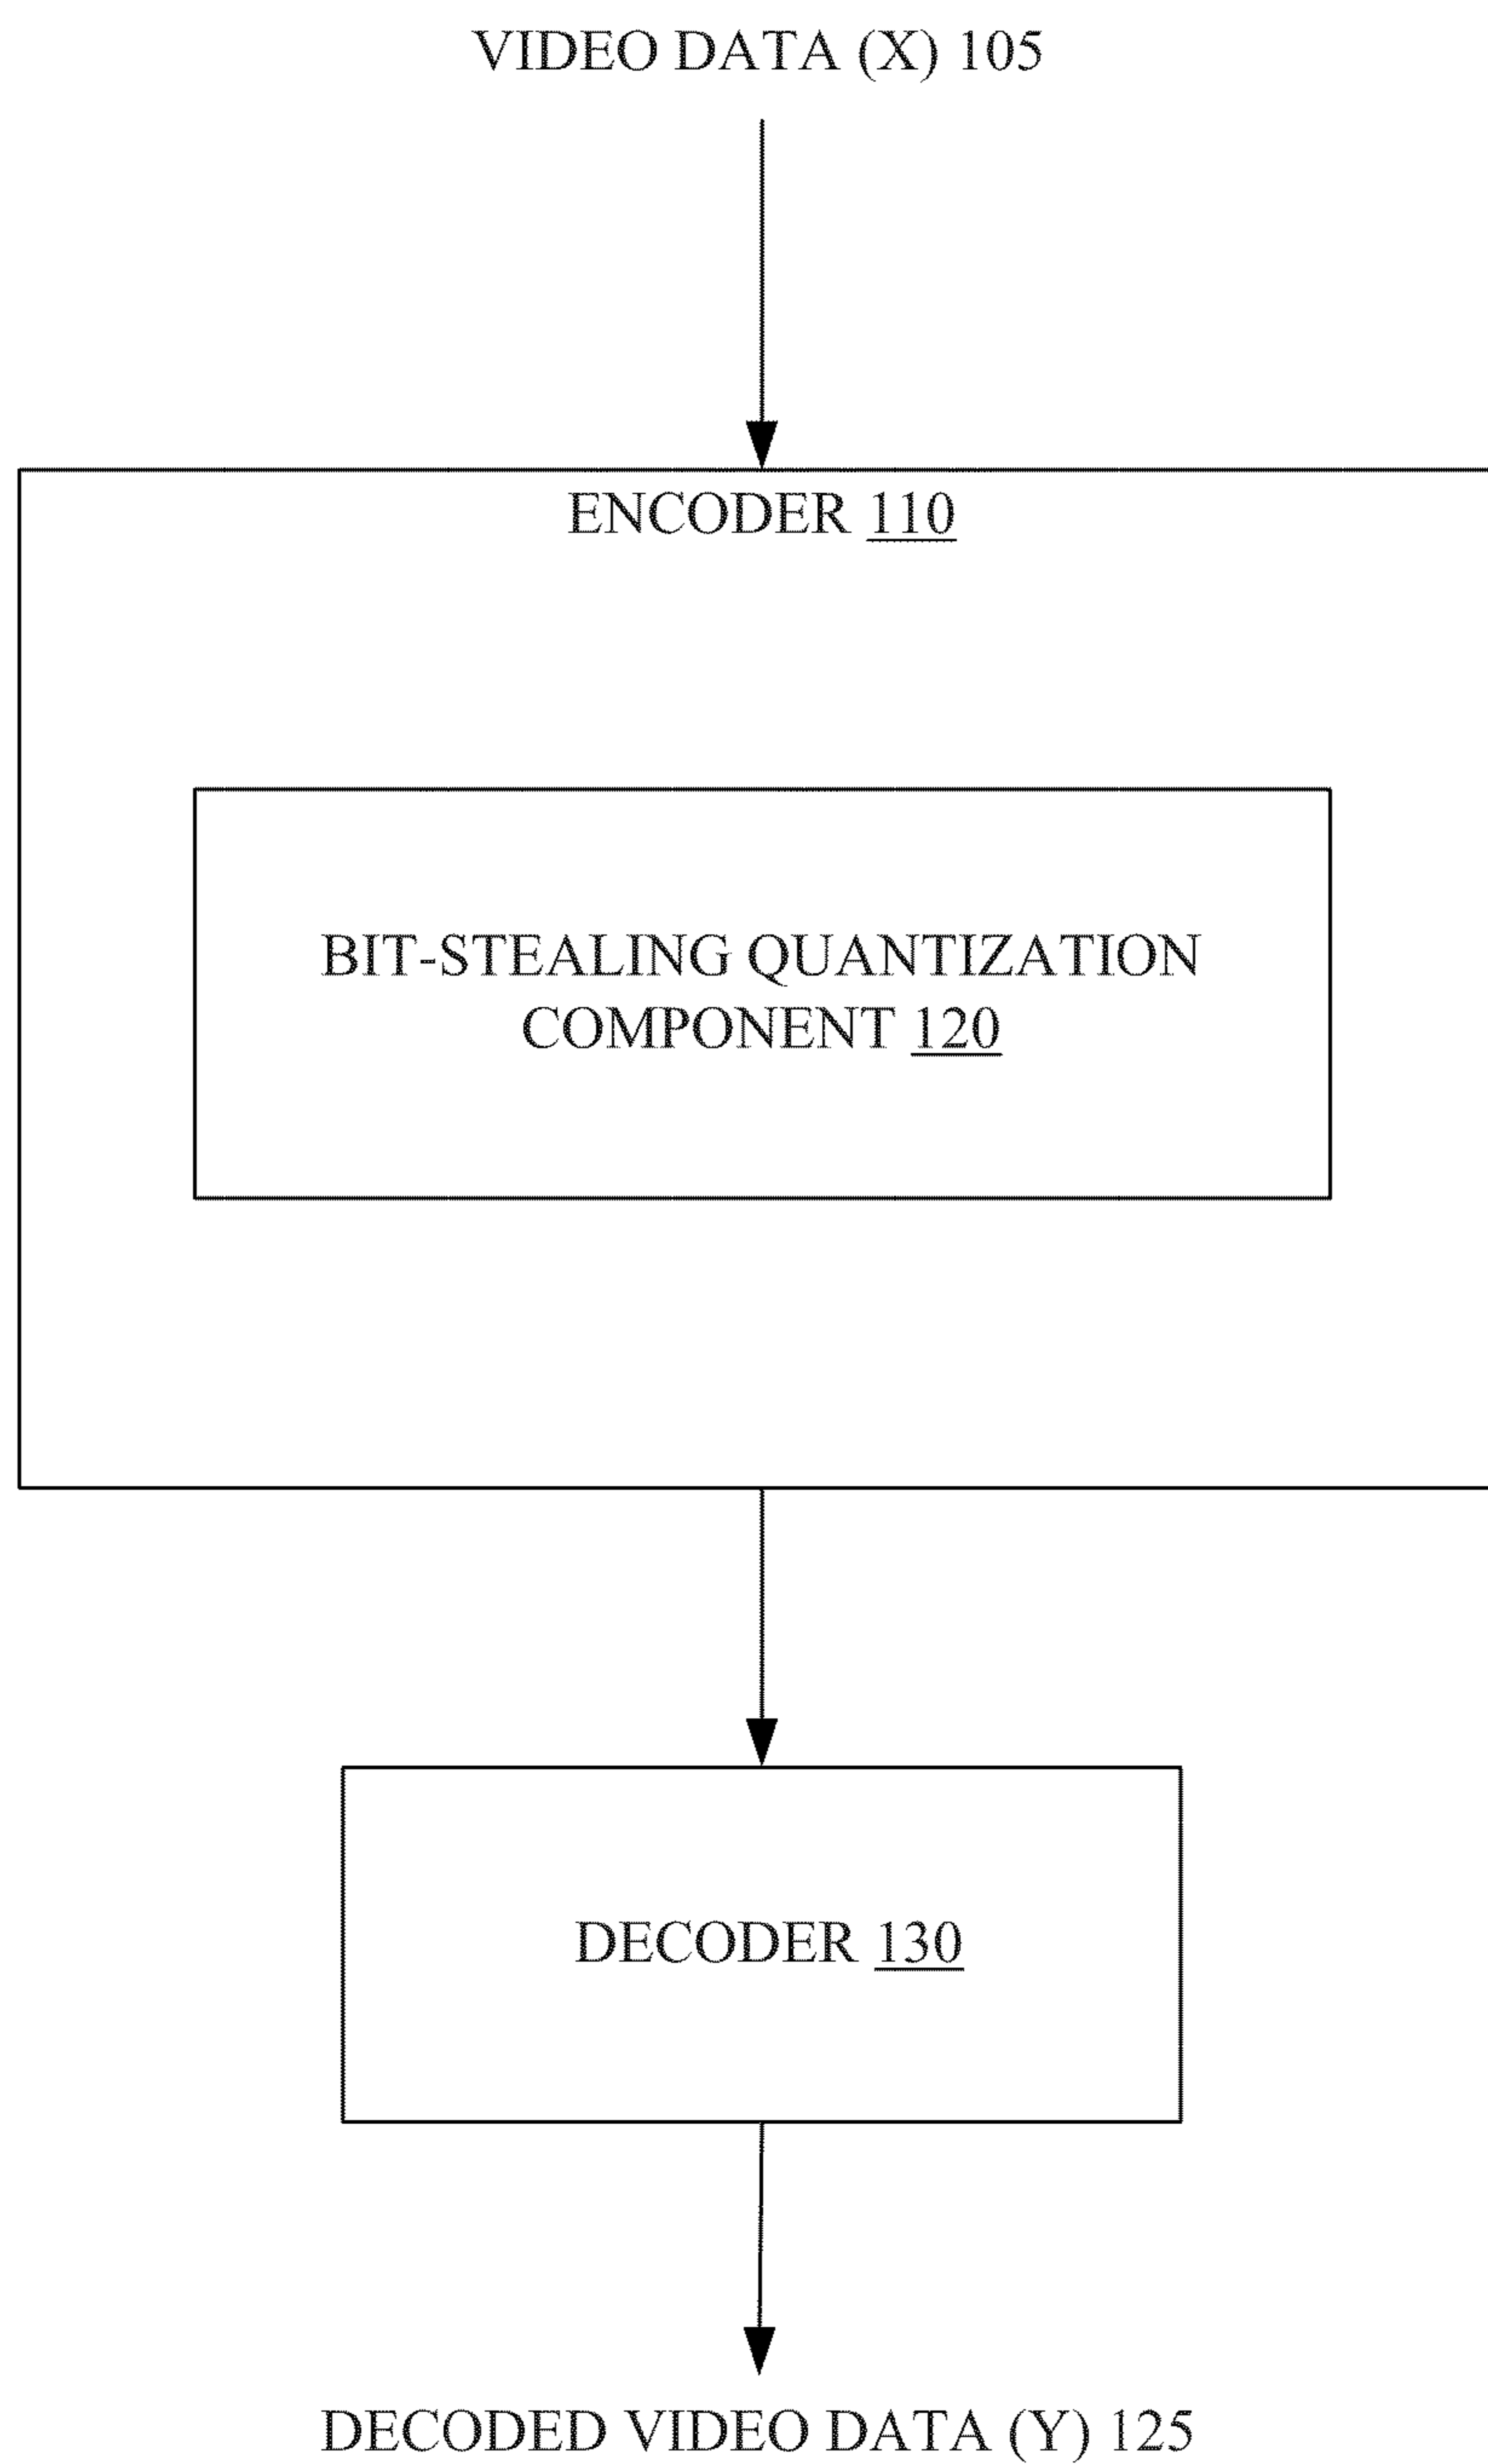 VIDEO DATA (X) 105
ENCODER 110
BIT-STEALING QUANTIZATION
COMPONENT 120
DECODER 130
DECODED VIDEO DATA (Y) 125